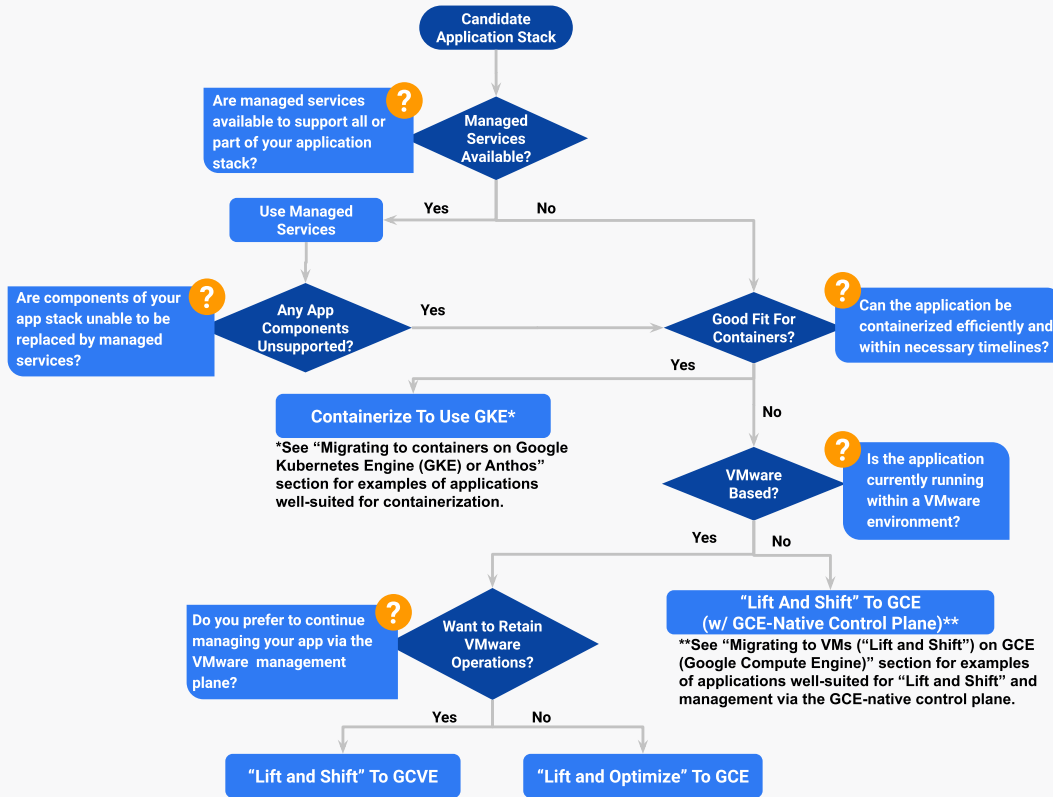 Candidate
Application Stack
?
Are managed services
available to support all or
part of your application
stack?
Managed
Services
Available?
Yes
No
Use Managed
Services
?
Are components of your
app stack unable to be
replaced by managed
services?
Any App
Components
Unsupported?
Yes
Good Fit For
Containers?
?
Can the application be
containerized efficiently and
within necessary timelines?
Yes
No
Containerize To Use GKE*
*See “Migrating to containers on Google
Kubernetes Engine (GKE) or Anthos”
section for examples of applications
well-suited for containerization.
VMware
Based?
?
Is the application
currently running
within a VMware
environment?
Yes
No
?
Do you prefer to continue
managing your app via the
VMware management
plane?
Want to Retain
VMware
Operations?
“Lift And Shift” To GCE
(w/ GCE-Native Control Plane)**
**See “Migrating to VMs (“Lift and Shift”) on GCE
(Google Compute Engine)” section for examples
of applications well-suited for “Lift and Shift” and
management via the GCE-native control plane.
Yes
No
“Lift and Shift” To GCVE
“Lift and Optimize” To GCE